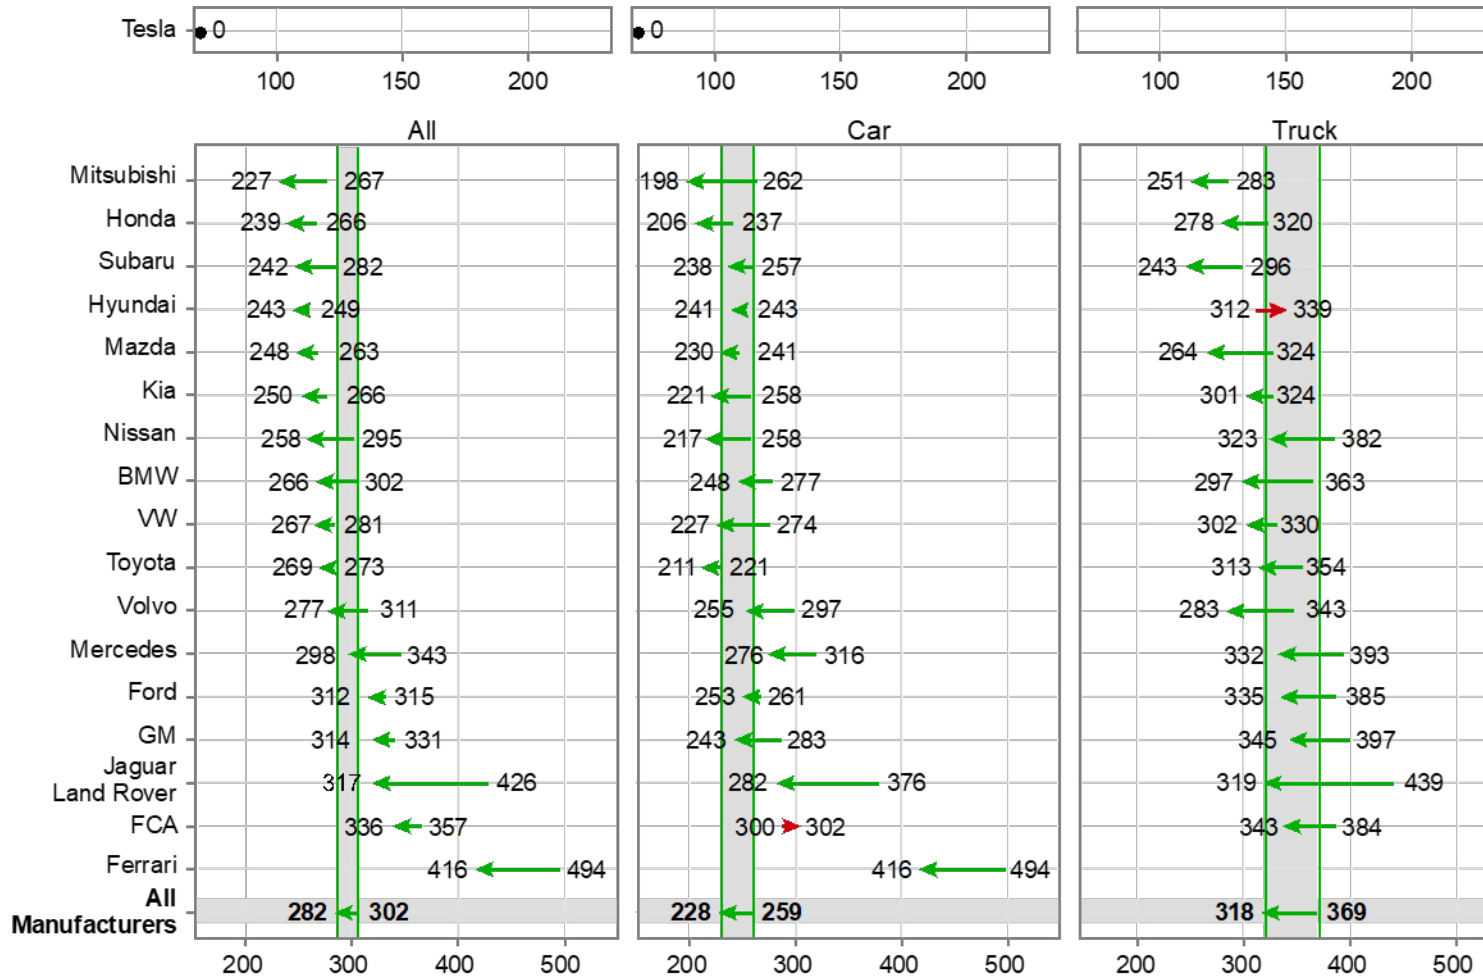 Tesla 0 0
100 150 200 100 150 200 100 150 200
All Car Truck
Mitsubishi 227 267 198 262 251 283
Honda 239 266 206 237 278 320
Subaru 242 282 238 257 243 296
Hyundai 243 249 241 243 312 339
Mazda 248 263 230 241 264 324
Kia 250 266 221 258 301 324
Nissan 258 295 217 258 323 382
BMW 266 302 248 277 297 363
VW 267 281 227 274 302 330
Toyota 269 273 211 221 313 354
Volvo 277 311 255 297 283 343
Mercedes 298 343 276 316 332 393
Ford 312 315 253 261 335 385
GM 314 331 243 283 345 397
Jaguar
Land Rover 317 426 282 376 319 439
FCA 336 357 300 302 343 384
Ferrari 416 494 416 494
All
Manufacturers 282 302 228 259 318 369
200 300 400 500 200 300 400 500 200 300 400 500